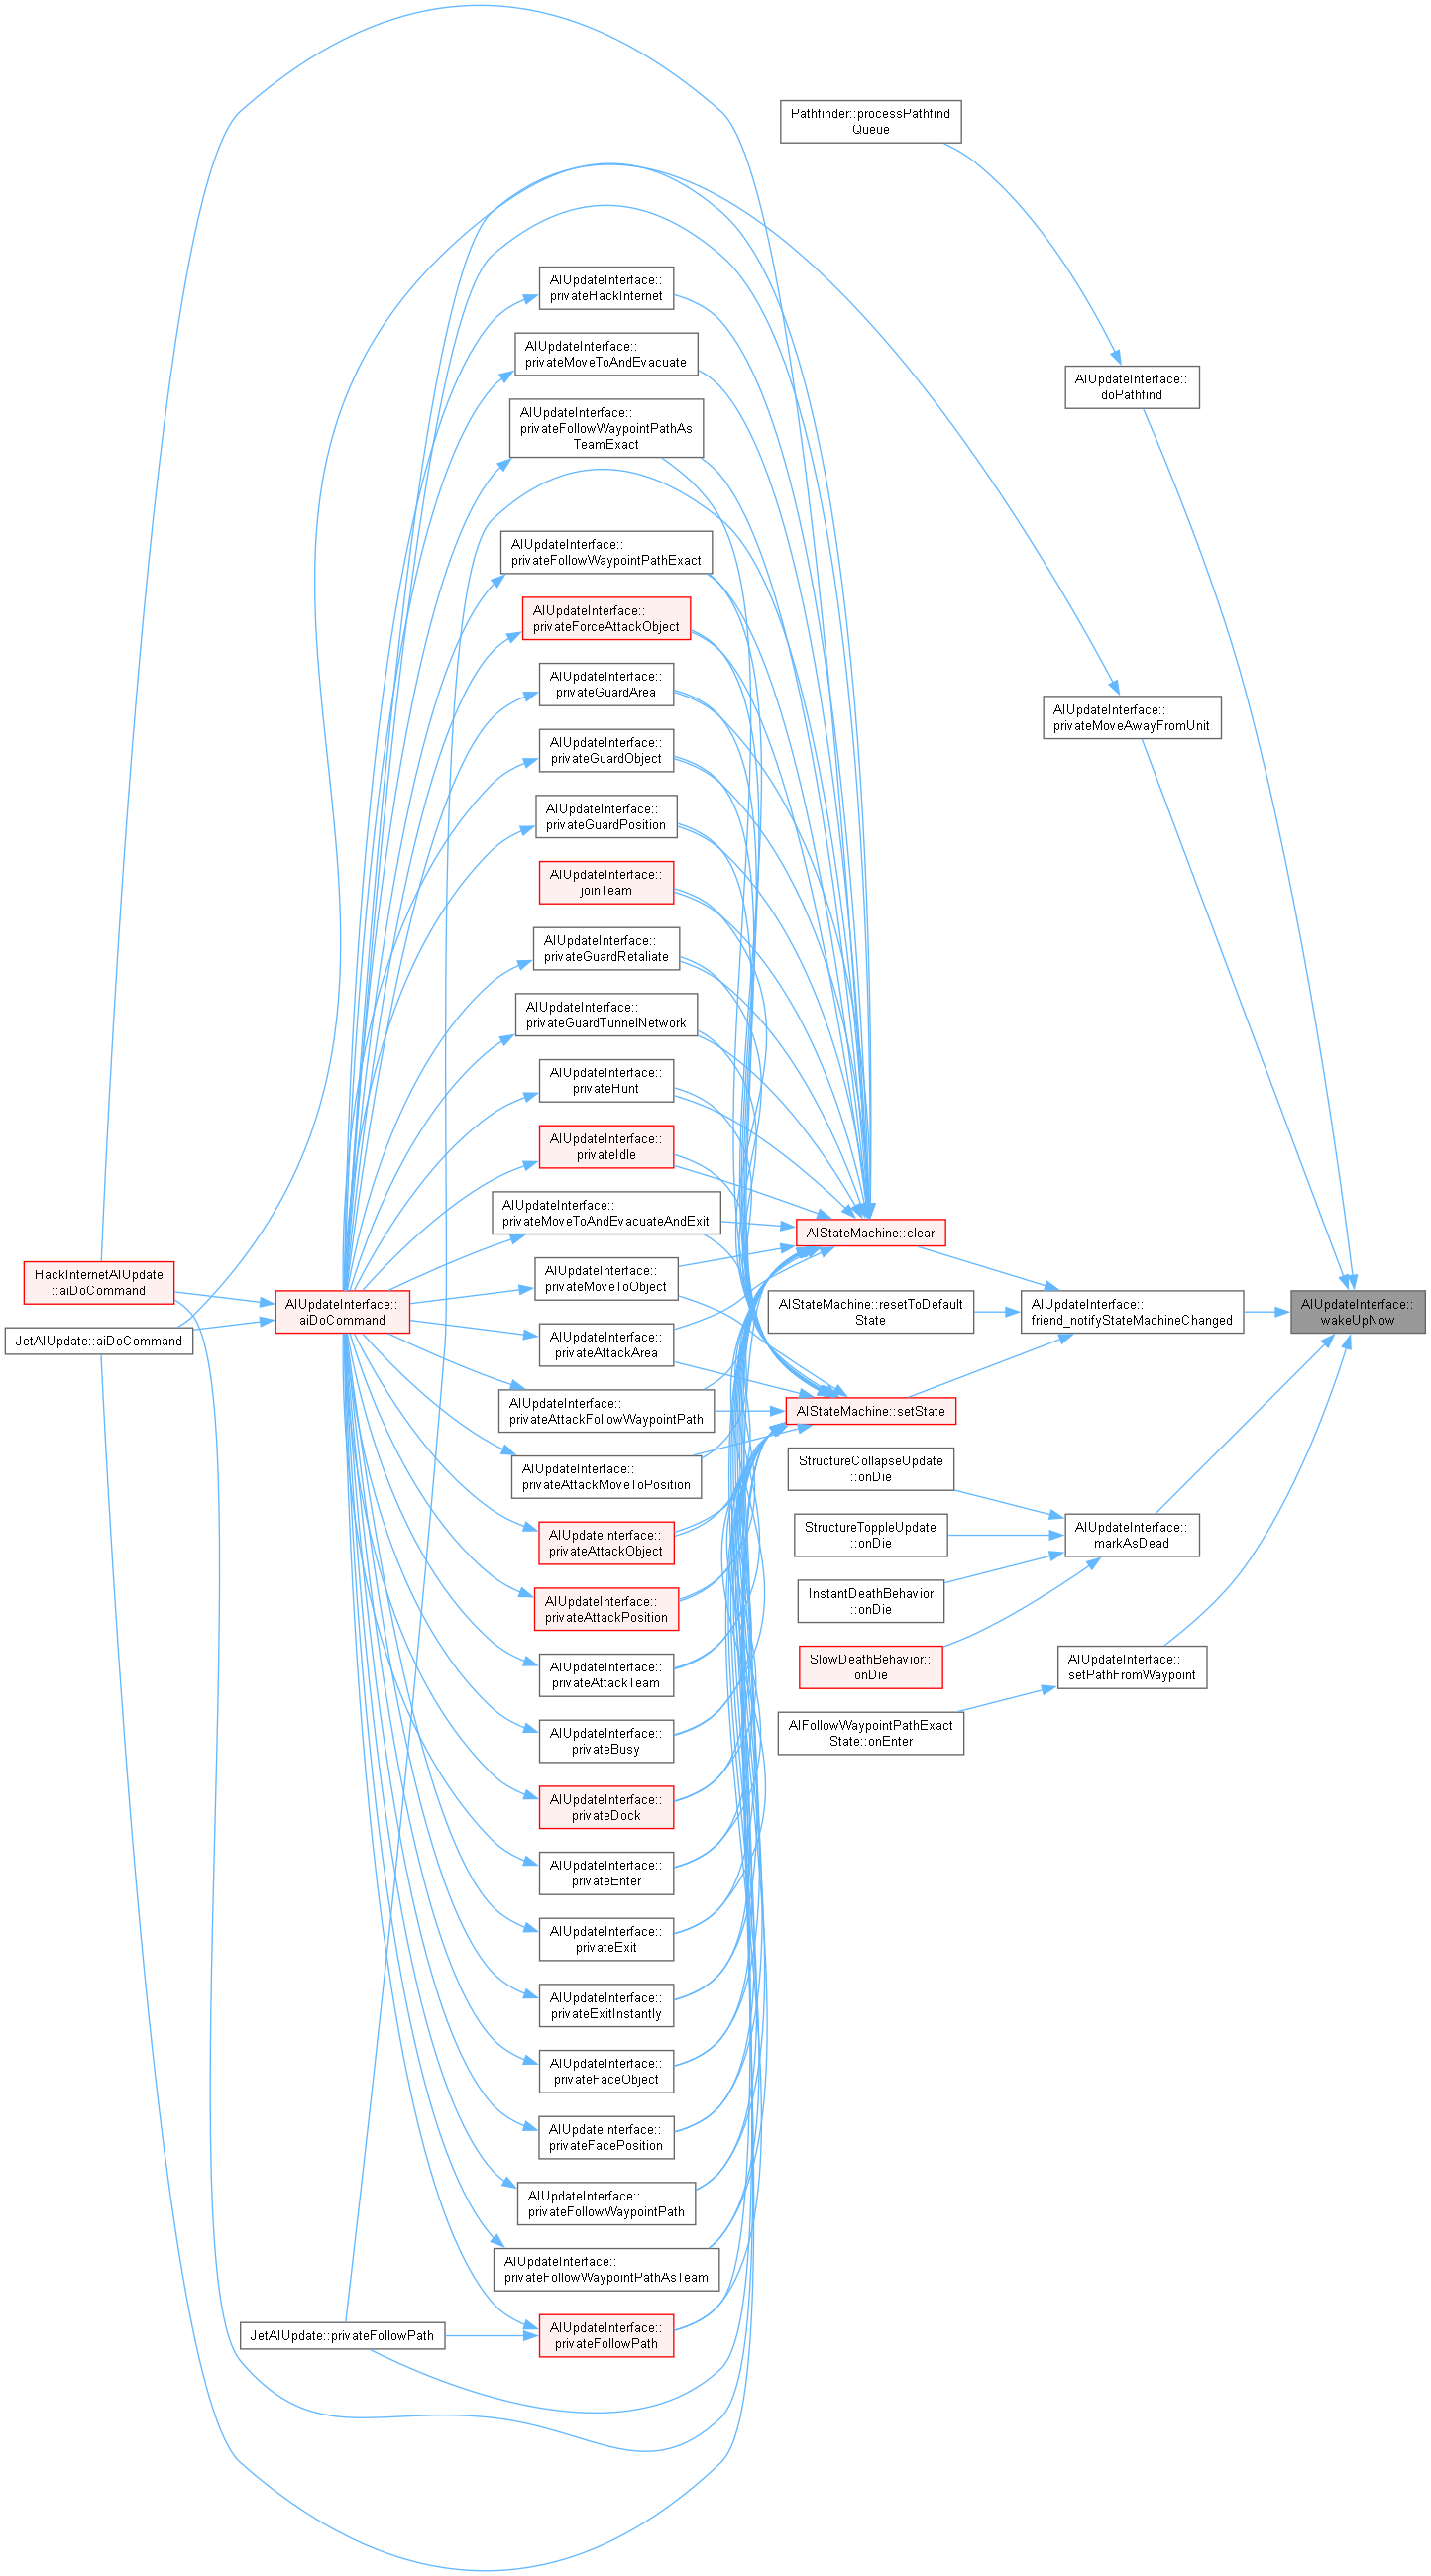 Pathfinder::processPathfind
Queue
AIUpdateInterface::
privateHackInternet
AIUpdateInterface::
privateMoveToAndEvacuate
AIUpdateInterface::
doPathfind
AIUpdateInterface::
privateFollowWaypointPathAs
TeamExact
AIUpdateInterface::
privateFollowWaypointPathExact
AIUpdateInterface::
privateForceAttackObject
AIUpdateInterface::
privateGuardArea
AIUpdateInterface::
privateMoveAwayFromUnit
AIUpdateInterface::
privateGuardObject
AIUpdateInterface::
privateGuardPosition
AIUpdateInterface::
joinTeam
AIUpdateInterface::
privateGuardRetaliate
AIUpdateInterface::
privateGuardTunnelNetwork
AIUpdateInterface::
privateHunt
AIUpdateInterface::
privateIdle
AIUpdateInterface::
privateMoveToAndEvacuateAndExit
AIStateMachine::clear
HackInternetAIUpdate
::aiDoCommand
AIUpdateInterface::
privateMoveToObject
AIUpdateInterface::
aiDoCommand
AIStateMachine::resetToDefault
State
AIUpdateInterface::
friend_notifyStateMachineChanged
AIUpdateInterface::
wakeUpNow
JetAIUpdate::aiDoCommand
AIUpdateInterface::
privateAttackArea
AIUpdateInterface::
privateAttackFollowWaypointPath
AIStateMachine::setState
AIUpdateInterface::
privateAttackMoveToPosition
StructureCollapseUpdate
::onDie
StructureToppleUpdate
::onDie
AIUpdateInterface::
markAsDead
AIUpdateInterface::
privateAttackObject
InstantDeathBehavior
::onDie
AIUpdateInterface::
privateAttackPosition
SlowDeathBehavior::
onDie
AIUpdateInterface::
setPathFromWaypoint
AIUpdateInterface::
privateAttackTeam
AIFollowWaypointPathExact
State::onEnter
AIUpdateInterface::
privateBusy
AIUpdateInterface::
privateDock
AIUpdateInterface::
privateEnter
AIUpdateInterface::
privateExit
AIUpdateInterface::
privateExitInstantly
AIUpdateInterface::
privateFaceObject
AIUpdateInterface::
privateFacePosition
AIUpdateInterface::
privateFollowWaypointPath
AIUpdateInterface::
privateFollowWaypointPathAsTeam
JetAIUpdate::privateFollowPath
AIUpdateInterface::
privateFollowPath